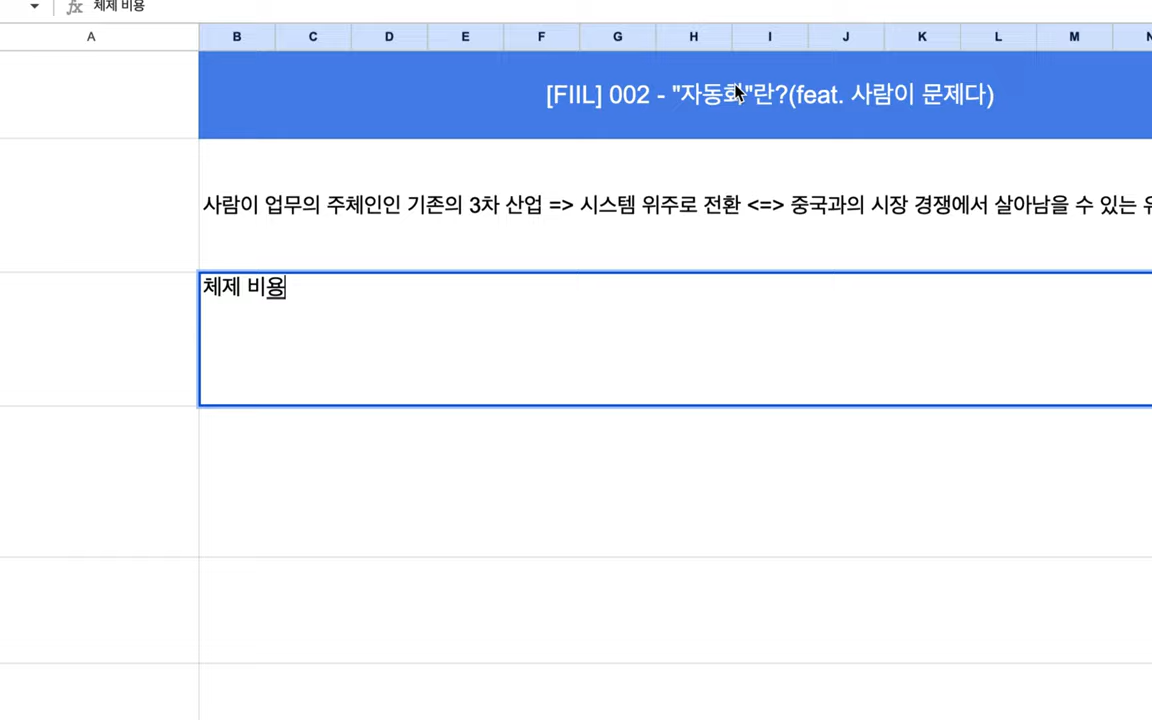 fx 체제 비용
A B C D E F G H I J K L M N
[FIIL] 002 - "자동화"란?(feat. 사람이 문제다)
사람이 업무의 주체인인 기존의 3차 산업 => 시스템 위주로 전환 <=> 중국과의 시장 경쟁에서 살아남을 수 있는
체제 비용